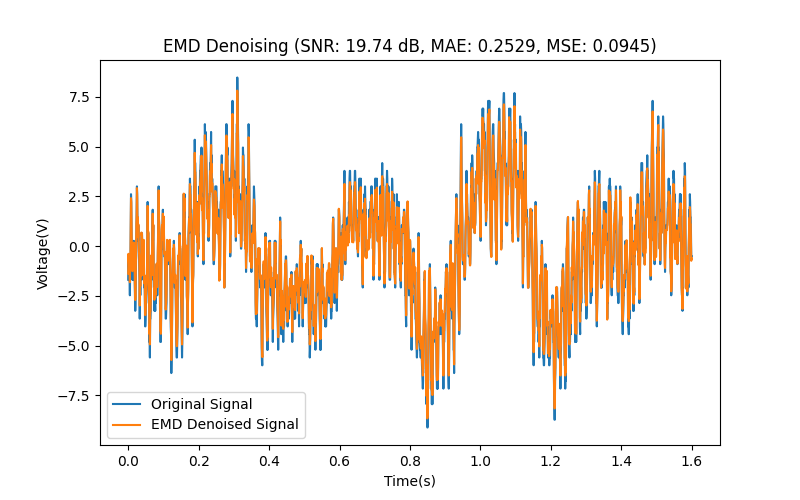 EMD Denoising (SNR: 19.74 dB, MAE: 0.2529, MSE: 0.0945)
Voltage(V)
7.5
5.0
2.5
0.0
−2.5
−5.0
−7.5
Original Signal
EMD Denoised Signal
0.0 0.2 0.4 0.6 0.8 1.0 1.2 1.4 1.6
Time(s)